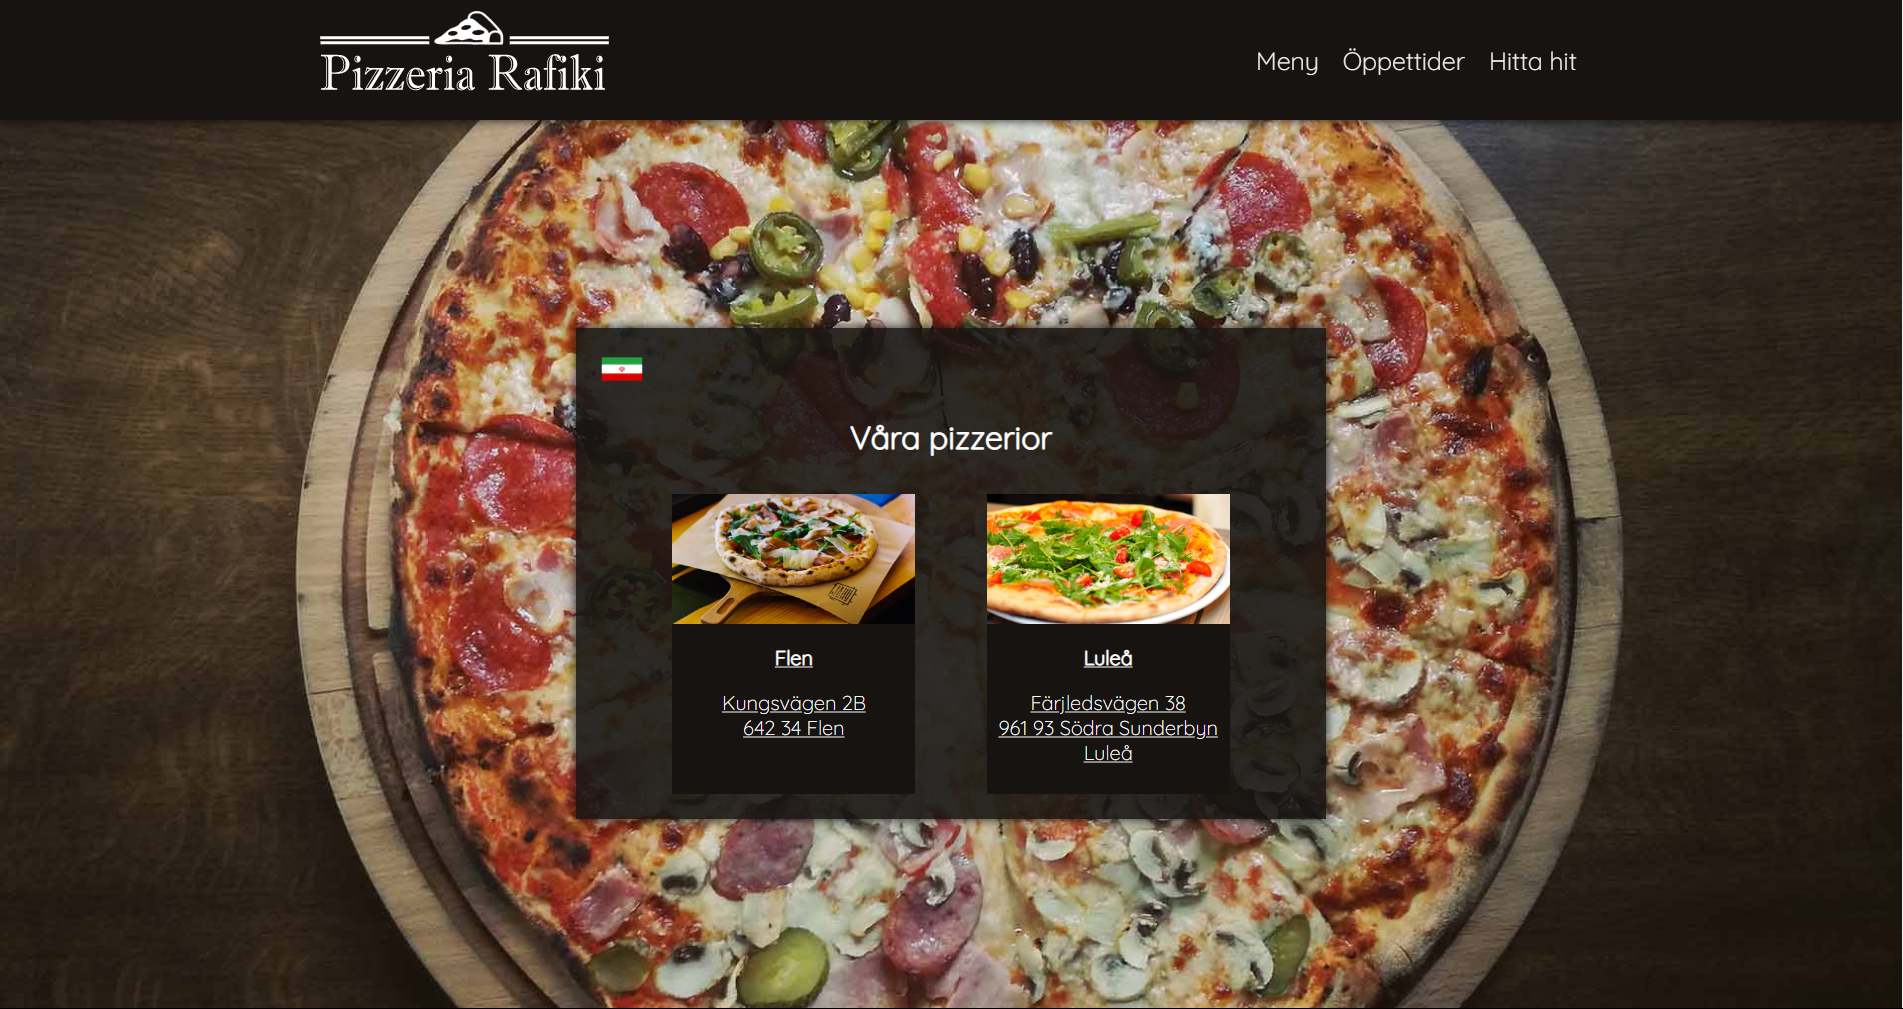 Pizzeria Rafiki
Meny Öppettider Hitta hit
Våra pizzerior
Flen
Kungsvägen 2B
642 34 Flen
Luleå
Färjledsvägen 38
961 93 Södra Sunderbyn
Luleå